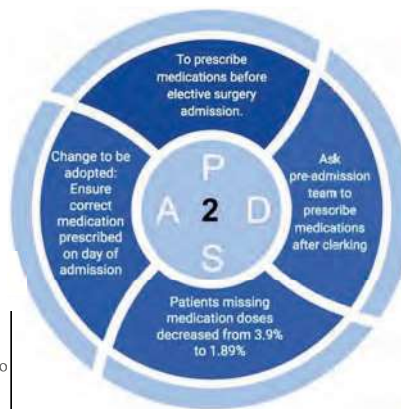 To prescribe
medications before
elective surgery
admission.
Change to be
adopted:
Ensure
correct
medication
prescribed
on day of
admission
P
A 2 D
S
Ask
pre-admission
team to
prescribe
medications
after clerking
Patients missing
medication doses
decreased from 3.9%
to 1.89%
o